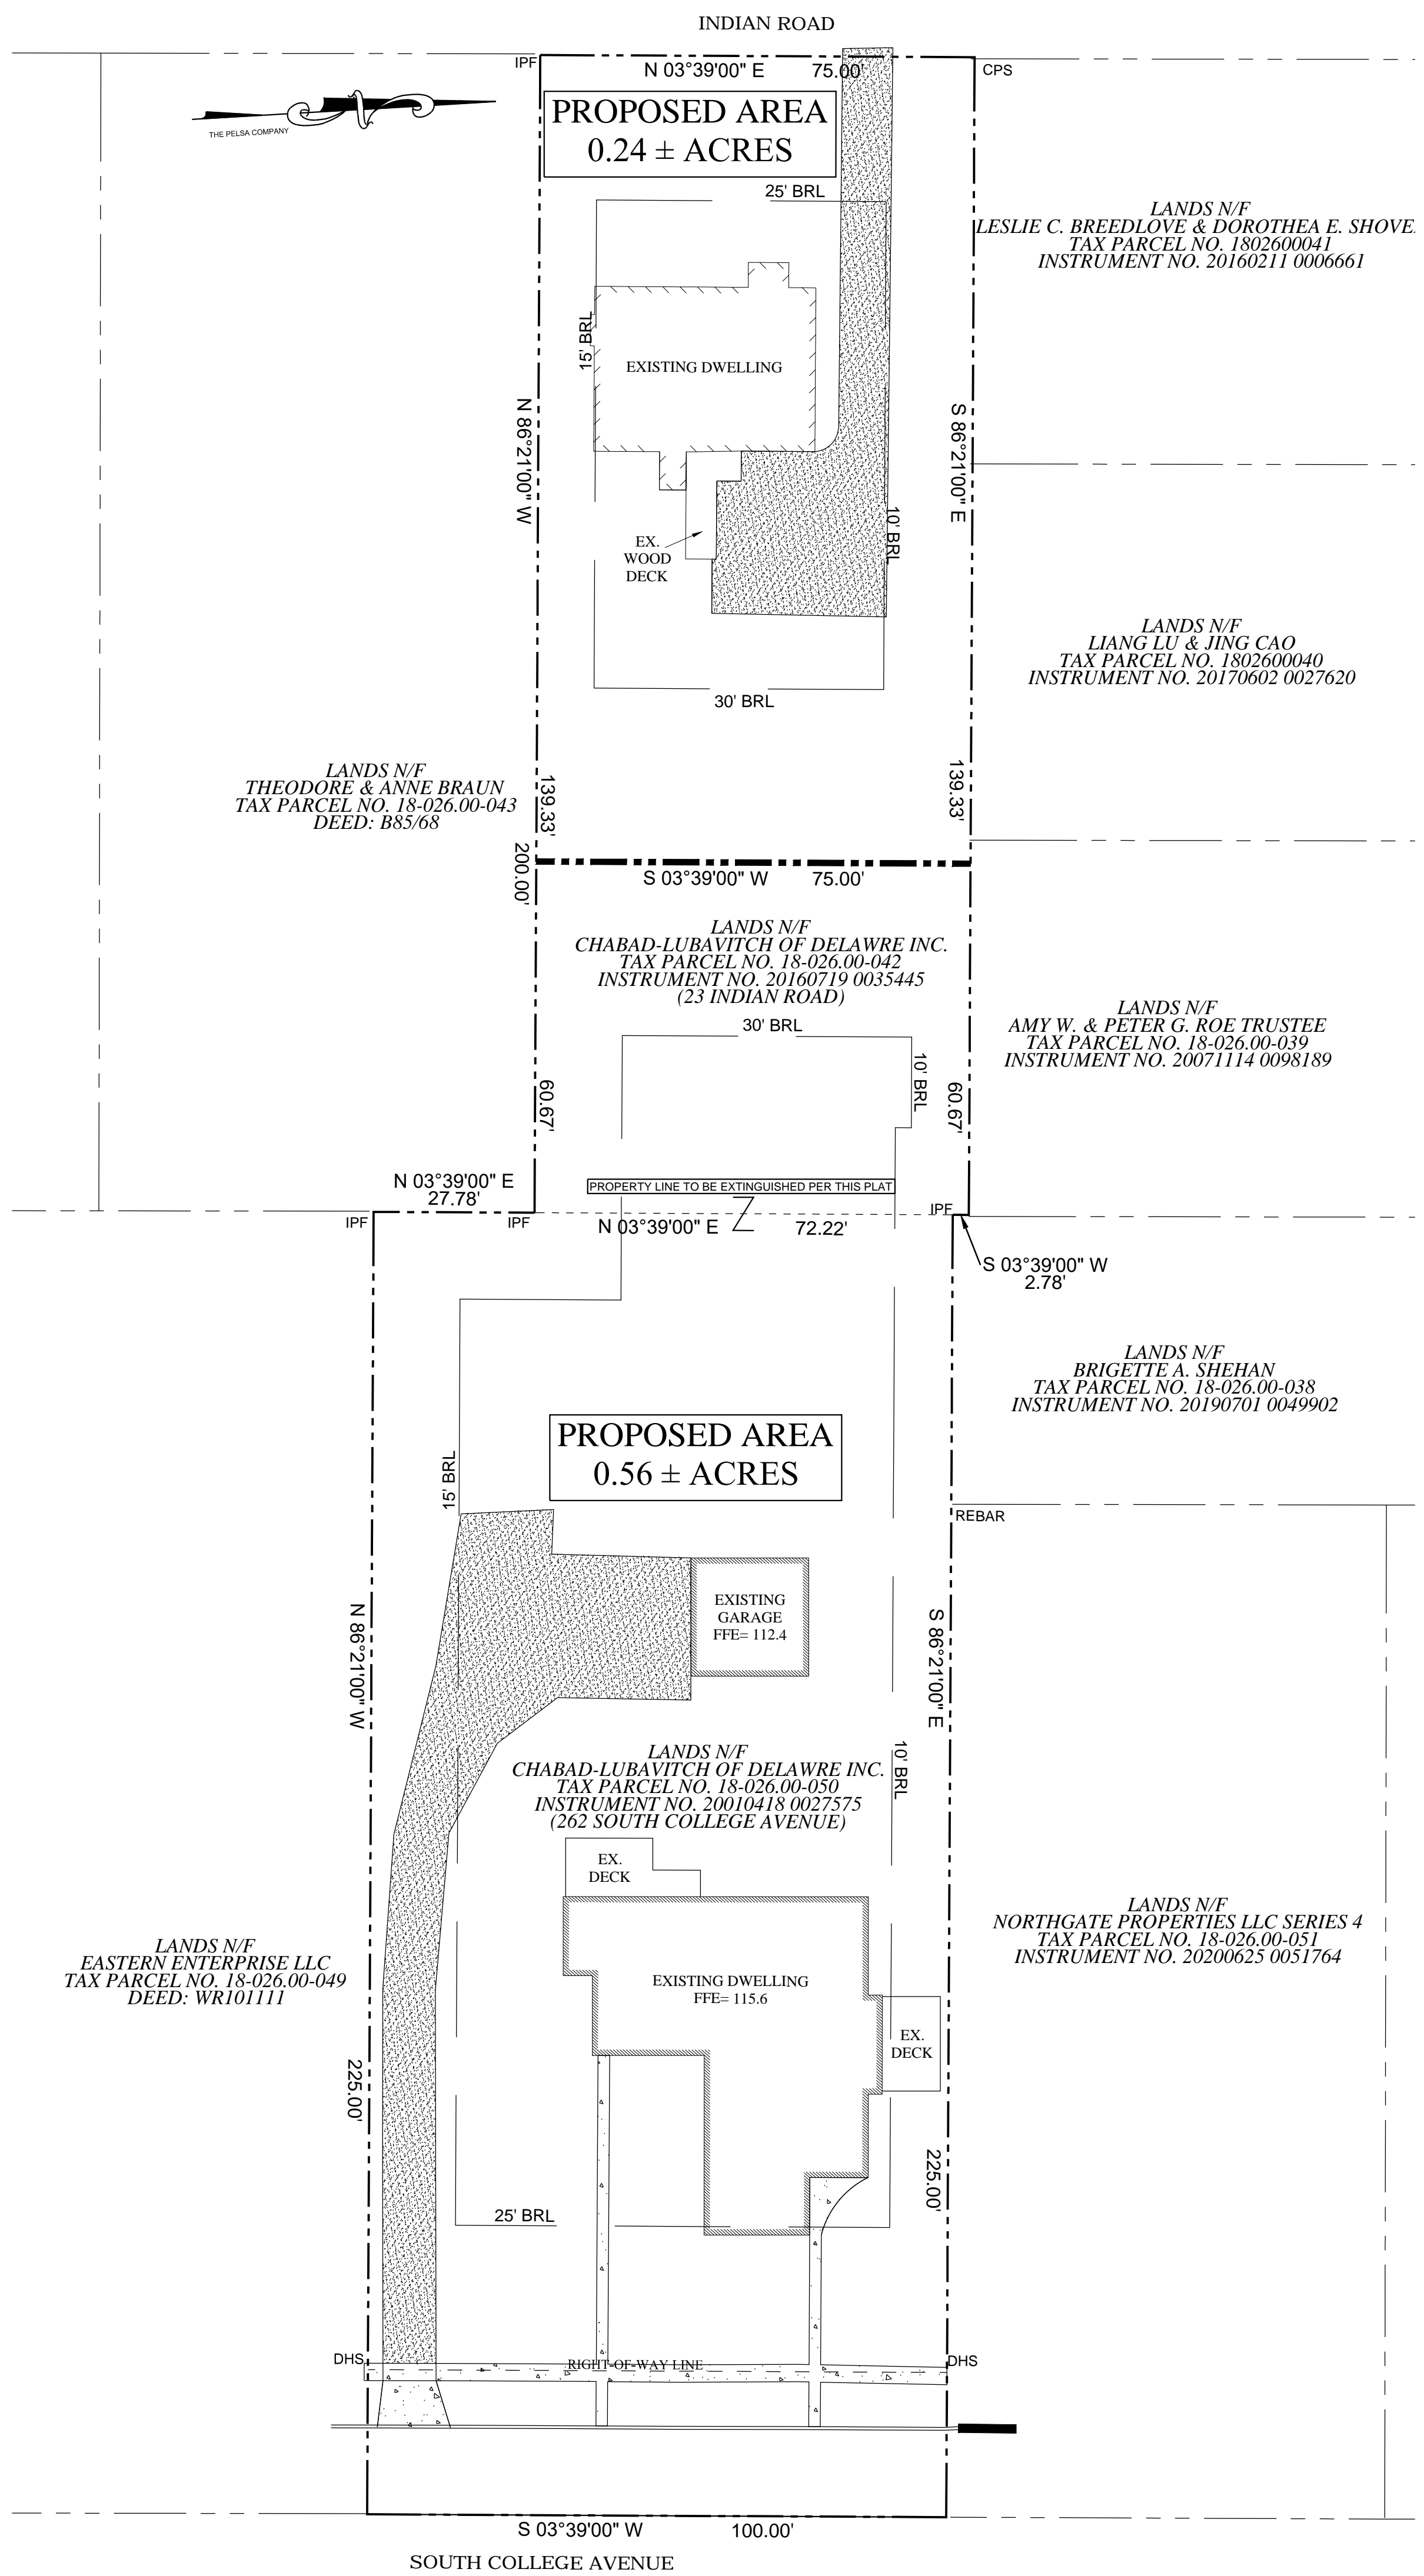 INDIAN ROAD
IPF
N 03°39'00" E 75.00'
CPS
THE PELSA COMPANY
PROPOSED AREA
0.24 ± ACRES
25' BRL
LANDS N/F
LESLIE C. BREEDLOVE & DOROTHEA E. SHOVE
TAX PARCEL NO. 1802600041
INSTRUMENT NO. 20160211 0006661
15' BRL
EXISTING DWELLING
N 86°21'00" W
S 86°21'00" E
10' BRL
EX.
WOOD
DECK
LANDS N/F
LIANG LU & JING CAO
TAX PARCEL NO. 1802600040
INSTRUMENT NO. 20170602 0027620
30' BRL
LANDS N/F
THEODORE & ANNE BRAUN
TAX PARCEL NO. 18-026.00-043
DEED: B85/68
139.33'
139.33'
200.00'
S 03°39'00" W 75.00'
LANDS N/F
CHABAD-LUBAVITCH OF DELAWRE INC.
TAX PARCEL NO. 18-026.00-042
INSTRUMENT NO. 20160719 0035445
(23 INDIAN ROAD)
LANDS N/F
AMY W. & PETER G. ROE TRUSTEE
TAX PARCEL NO. 18-026.00-039
INSTRUMENT NO. 20071114 0098189
30' BRL
10' BRL
60.67'
60.67'
N 03°39'00" E
27.78'
PROPERTY LINE TO BE EXTINGUISHED PER THIS PLAT
IPF
IPF
IPF
N 03°39'00" E 72.22'
S 03°39'00" W
2.78'
LANDS N/F
BRIGETTE A. SHEHAN
TAX PARCEL NO. 18-026.00-038
INSTRUMENT NO. 20190701 0049902
PROPOSED AREA
0.56 ± ACRES
15' BRL
REBAR
EXISTING
GARAGE
FFE= 112.4
N 86°21'00" W
S 86°21'00" E
LANDS N/F
CHABAD-LUBAVITCH OF DELAWRE INC.
TAX PARCEL NO. 18-026.00-050
INSTRUMENT NO. 20010418 0027575
(262 SOUTH COLLEGE AVENUE)
10' BRL
EX.
DECK
LANDS N/F
NORTHGATE PROPERTIES LLC SERIES 4
TAX PARCEL NO. 18-026.00-051
INSTRUMENT NO. 20200625 0051764
LANDS N/F
EASTERN ENTERPRISE LLC
TAX PARCEL NO. 18-026.00-049
DEED: WR101111
EXISTING DWELLING
FFE= 115.6
EX.
DECK
225.00'
225.00'
25' BRL
DHS
RIGHT-OF-WAY LINE
DHS
S 03°39'00" W 100.00'
SOUTH COLLEGE AVENUE